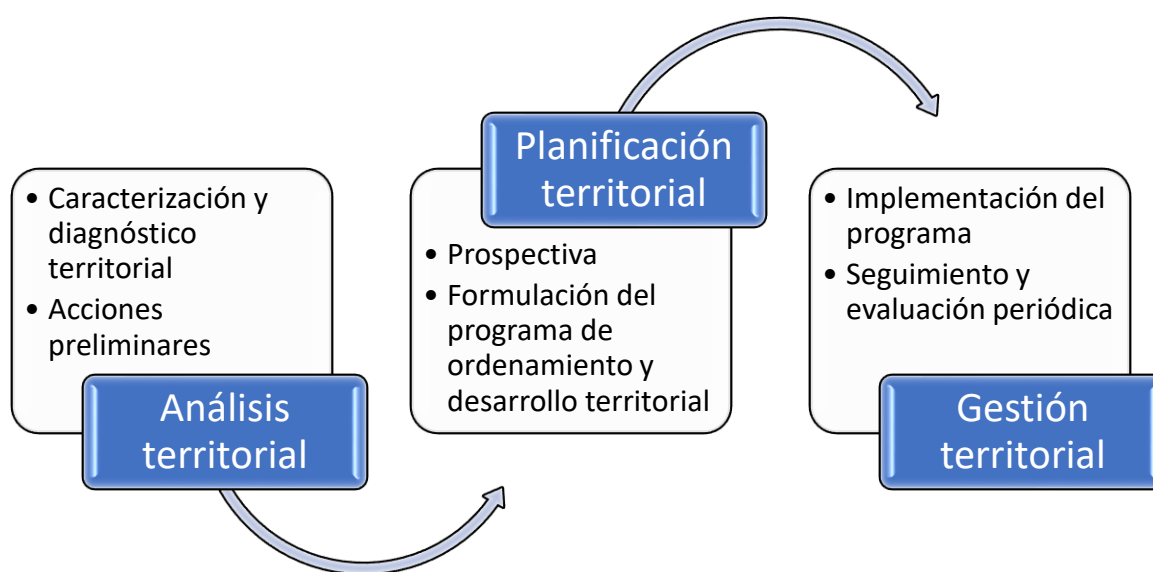 • Caracterización y
diagnóstico
territorial
• Acciones
preliminares
Análisis
territorial
Planificación
territorial
• Prospectiva
• Formulación del
programa de
ordenamiento y
desarrollo territorial
• Implementación del
programa
• Seguimiento y
evaluación periódica
Gestión
territorial